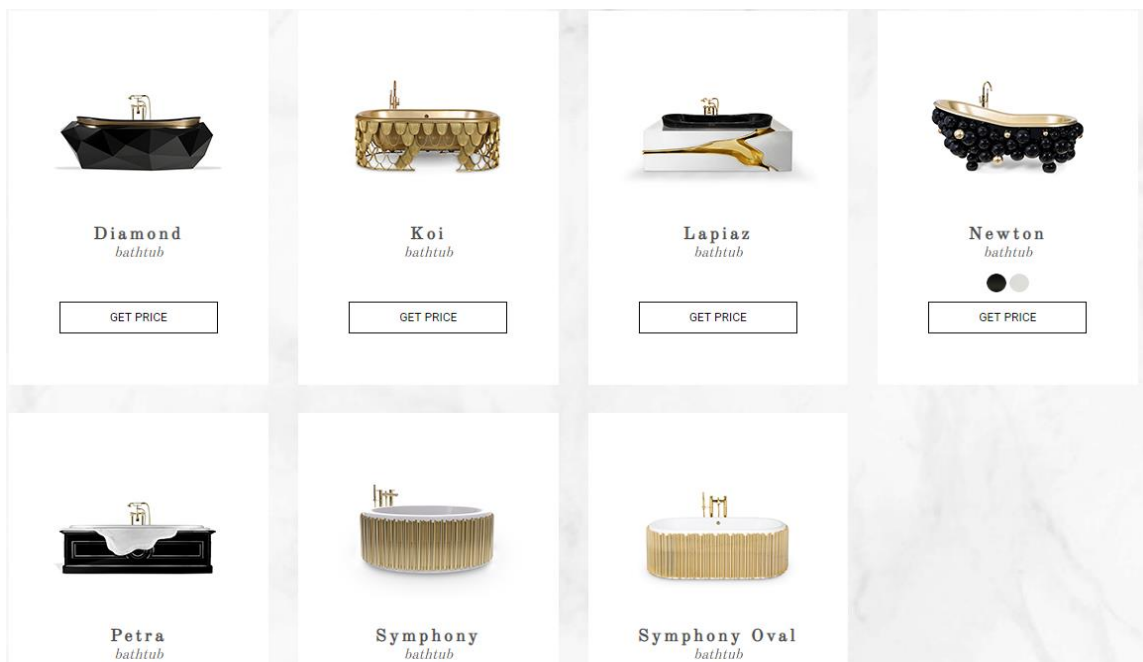 Diamond
bathtub
GET PRICE
Koi
bathtub
GET PRICE
Lapiaz
bathtub
GET PRICE
Newton
bathtub
GET PRICE
Petra
bathtub
Symphony
bathtub
Symphony Oval
bathtub